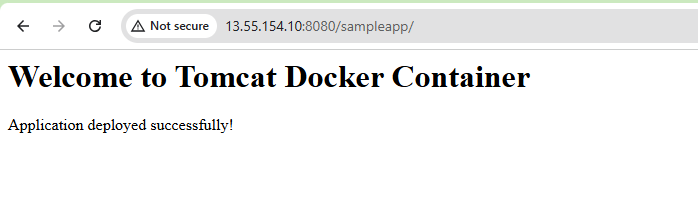 Not secure 13.55.154.10:8080/sampleapp/
Welcome to Tomcat Docker Container
Application deployed successfully!